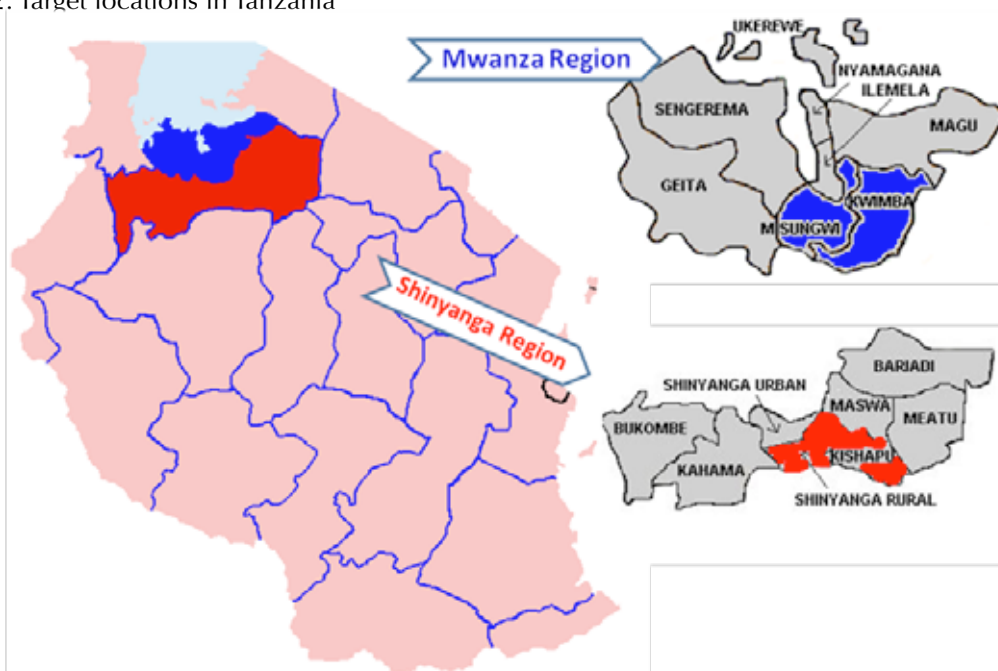 Target locations in Tanzania
Mwanza Region
UKEREWE
NYAMAGANA
ILEMELA
SENGEREMA
MAGU
GEITA
KWIMBA
MISUNGWI
Shinyanga Region
BARIADI
SHINYANGA URBAN
MASWA
MEATU
BUKOMBE
KISHAPU
KAHAMA
SHINYANGA RURAL